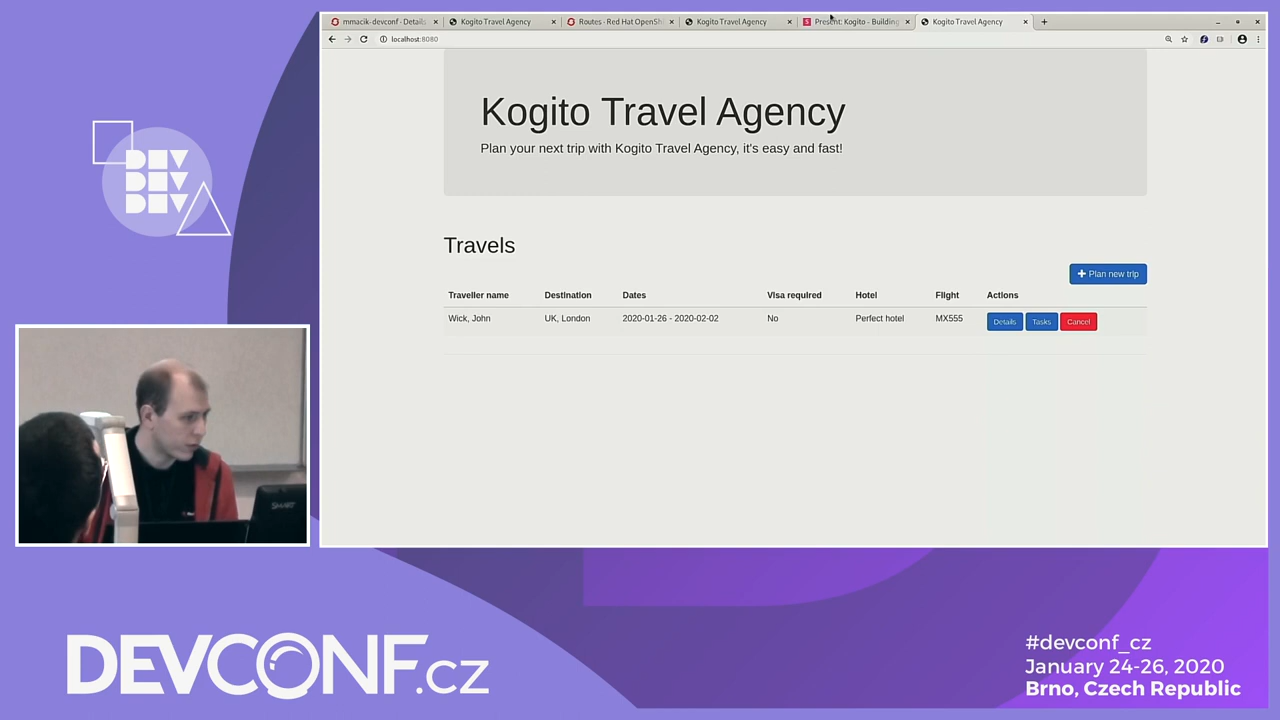 mmacik-devconf · Details
Kogito Travel Agency
Routes · Red Hat OpenShi
Kogito Travel Agency
Present: Kogito - Building
Kogito Travel Agency
localhost:8080
Kogito Travel Agency
Plan your next trip with Kogito Travel Agency, it's easy and fast!
Travels
Plan new trip
Traveller name Destination Dates Visa required Hotel Flight Actions
Wick, John UK, London 2020-01-26 - 2020-02-02 No Perfect hotel MX555 Details Tasks Cancel
DEV
DEV
DEV
SMART
DEVCONF.cz
#devconf_cz
January 24-26, 2020
Brno, Czech Republic